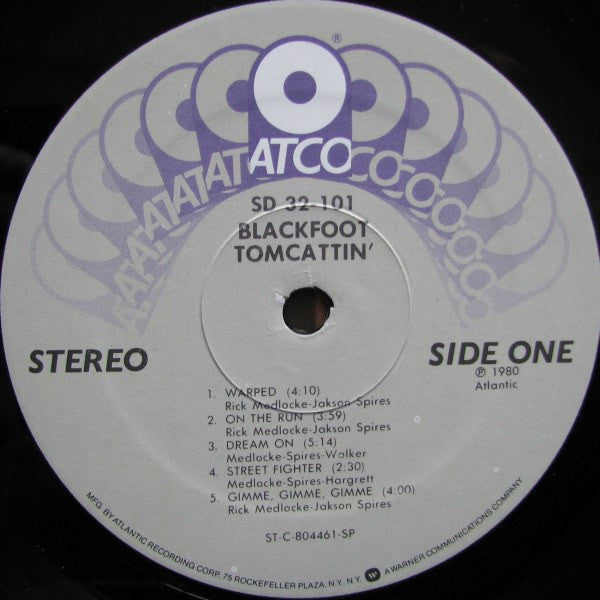 ®
ATCO
SD 32-101
BLACKFOOT
TOMCATTIN'
STEREO
SIDE ONE
℗ 1980
Atlantic
1. WARPED (4:10)
Rick Medlocke-Jakson Spires
2. ON THE RUN (3:59)
Rick Medlocke-Jakson Spires
3. DREAM ON (5:14)
Medlocke-Spires-Walker
4. STREET FIGHTER (2:30)
Medlocke-Spires-Hargrett
5. GIMME, GIMME, GIMME (4:00)
Rick Medlocke-Jakson Spires
ST-C-804461-SP
MFG. BY ATLANTIC RECORDING CORP., 75 ROCKEFELLER PLAZA, N.Y., N.Y. A WARNER COMMUNICATIONS COMPANY